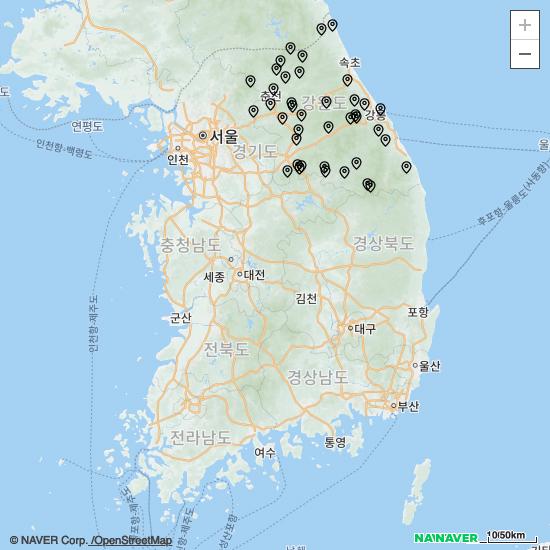 +
−
속초
춘천
강원도
강릉
연평도
서울
인천항-백령도
인천
경기도
울
후포항-울릉도(사동항)
충청남도
경상북도
세종
대전
김천
인천항-제주도
군산
포항
대구
전북도
울산
경상남도
부산
전라남도
통영
여수
© NAVER Corp. /OpenStreetMap
NAVER
10/50km